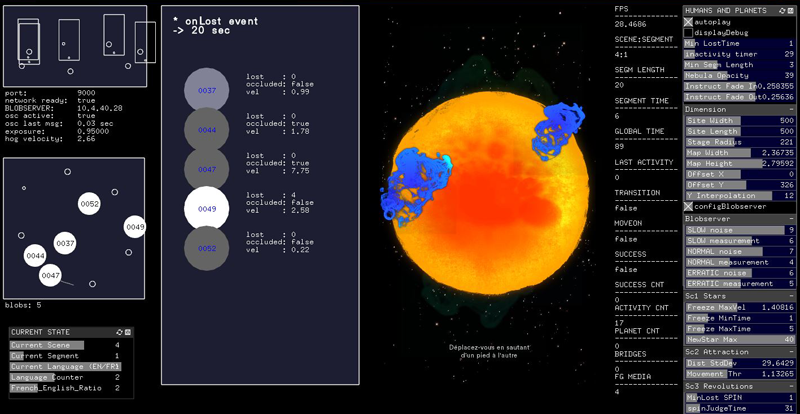 port: 9000
network ready: true
BLOBSERVER: 10,4,40,28
osc active: true
osc last msg: 0.03 sec
exposure: 0.95000
hog velocity: 2.66
0052
0049
0037
0044
0047
blobs: 5
CURRENT STATE
Current Scene 4
Current Segment 1
Current Language (EN/FR)
Language Counter 2
French_English_Ratio 2
* onLost event
-> 20 sec
0037
lost : 0
occluded: False
vel : 0.99
0044
lost : 0
occluded: true
vel : 1.78
0047
lost : 0
occluded: true
vel : 7.75
0049
lost : 4
occluded: False
vel : 2.58
0052
lost : 0
occluded: False
vel : 0.22
Déplacez-vous en sautant
d'un pied à l'autre
FPS
28.4686
SCENE:SEGMENT
4:1
SEGM LENGTH
20
SEGMENT TIME
6
GLOBAL TIME
89
LAST ACTIVITY
0
TRANSITION
false
MOVEON
false
SUCCESS
false
SUCCESS CNT
0
ACTIVITY CNT
17
PLANET CNT
0
BRIDGES
0
FG MEDIA
4
HUMANS AND PLANETS
autoplay
displayDebug
Min LostTime 1
inactivity timer 29
Min Segm Length 3
Nebula Opacity 39
Instruct Fade In0.258355
Instruct Fade Out0.25636
Dimension
Site Width 500
Site Length 500
Stage Radius 221
Map Width 2.36735
Map Height 2.79592
Offset X 0
Offset Y 326
Y Interpolation 12
configBlobserver
Blobserver
SLOW noise 9
SLOW measurement 6
NORMAL noise 7
NORMAL measurement 4
ERRATIC noise 6
ERRATIC measurement 5
Sc1 Stars
Freeze MaxVel 1.40816
Freeze MinTime 1
Freeze MaxTime 5
NewStar Max 40
Sc2 Attraction
Dist StdDev 29.6429
Movement Thr 1.13265
Sc3 Revolutions
MinLost SPIN 1
spinJudgeTime 31